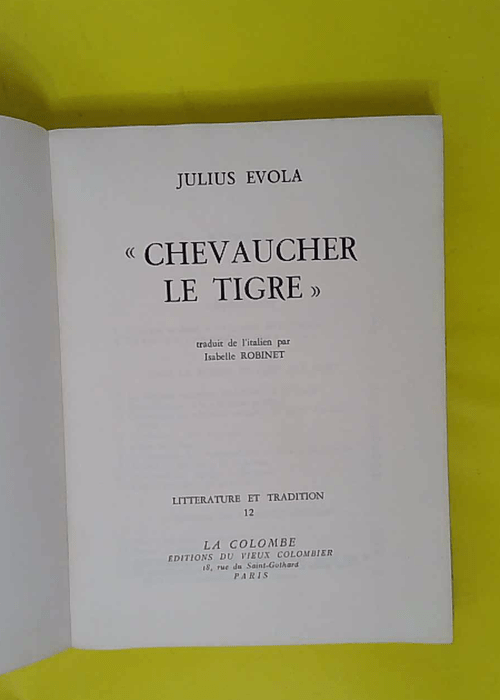 JULIUS EVOLA
« CHEVAUCHER
LE TIGRE »
traduit de l'italien par
Isabelle ROBINET
LITTERATURE ET TRADITION
12
LA COLOMBE
EDITIONS DU VIEUX COLOMBIER
18, rue du Saint-Gothard
PARIS